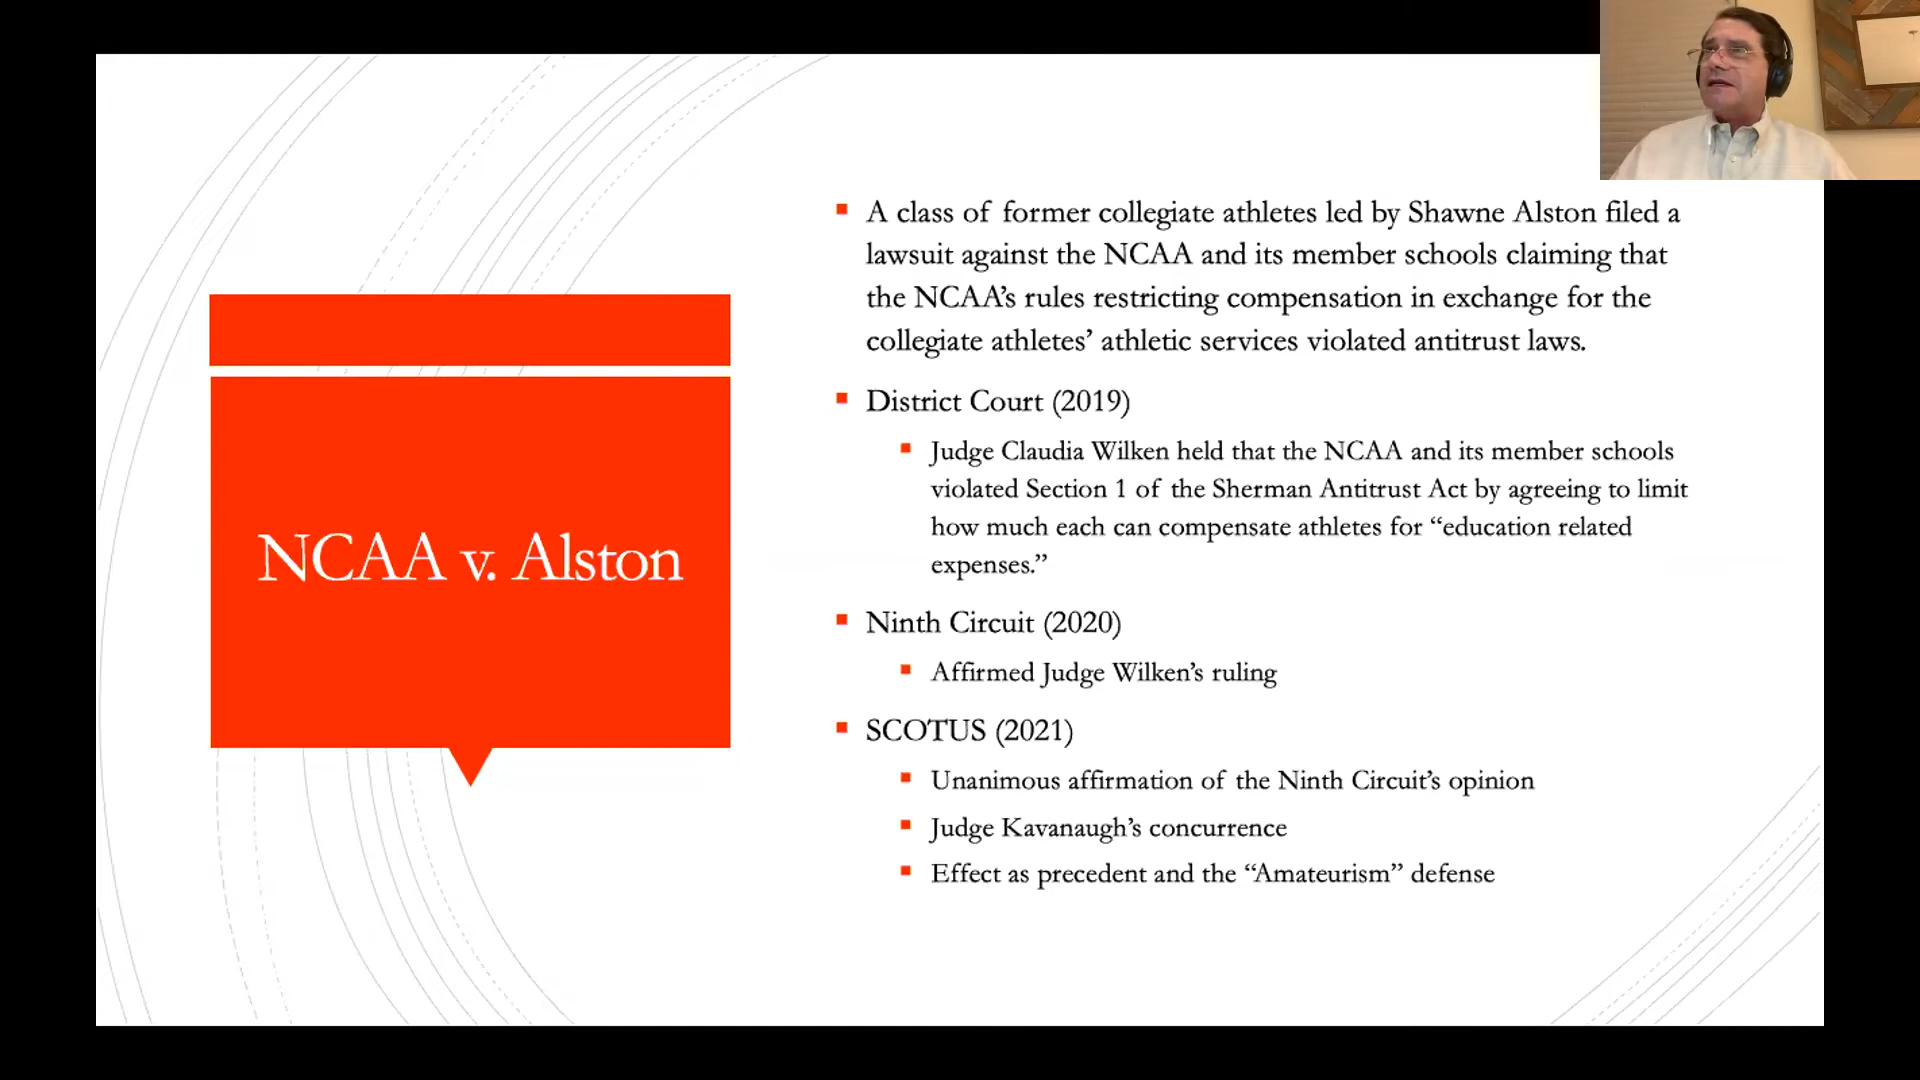 NCAA v. Alston
A class of former collegiate athletes led by Shawne Alston filed a
lawsuit against the NCAA and its member schools claiming that
the NCAA’s rules restricting compensation in exchange for the
collegiate athletes’ athletic services violated antitrust laws.
District Court (2019)
Judge Claudia Wilken held that the NCAA and its member schools
violated Section 1 of the Sherman Antitrust Act by agreeing to limit
how much each can compensate athletes for “education related
expenses.”
Ninth Circuit (2020)
Affirmed Judge Wilken’s ruling
SCOTUS (2021)
Unanimous affirmation of the Ninth Circuit’s opinion
Judge Kavanaugh’s concurrence
Effect as precedent and the “Amateurism” defense